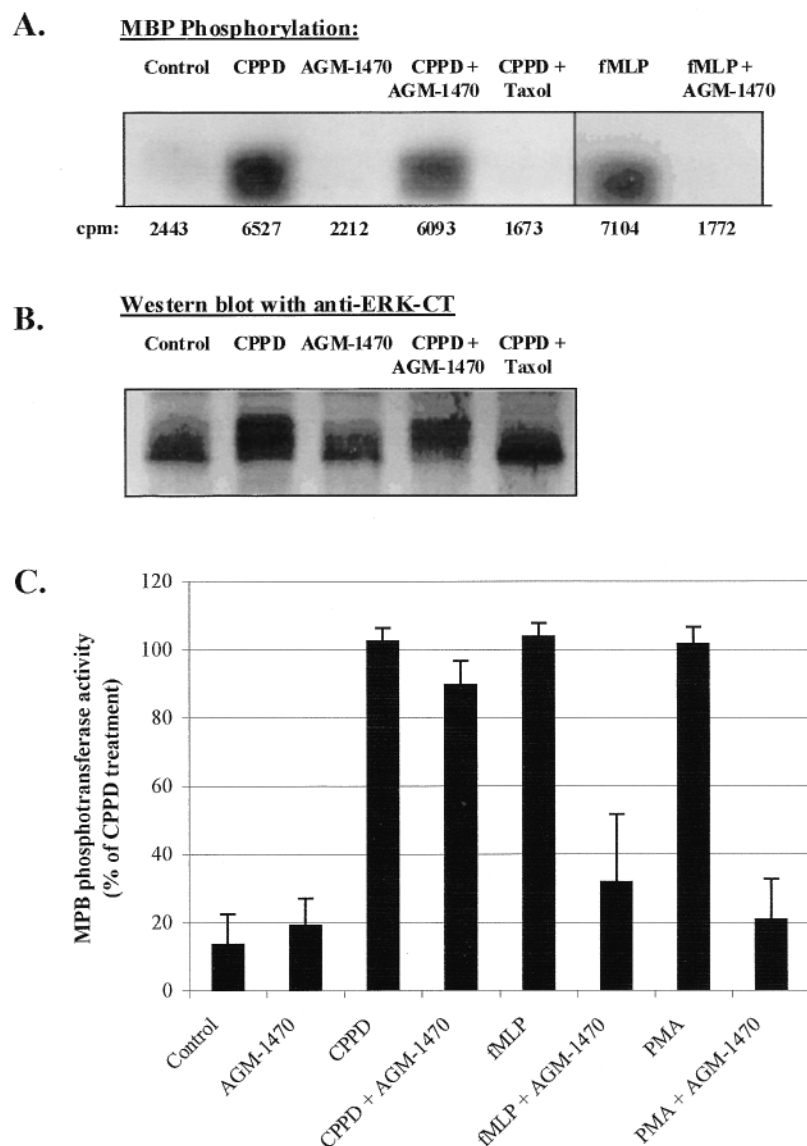 A.
MBP Phosphorylation:
Control CPPD AGM-1470 CPPD + AGM-1470 CPPD + Taxol fMLP fMLP + AGM-1470
cpm: 2443 6527 2212 6093 1673 7104 1772
B.
Western blot with anti-ERK-CT
Control CPPD AGM-1470 CPPD + AGM-1470 CPPD + Taxol
C.
MPB phosphotransferase activity
(% of CPPD treatment)
120
100
80
60
40
20
0
Control
AGM-1470
CPPD
CPPD + AGM-1470
fMLP
fMLP + AGM-1470
PMA
PMA + AGM-1470